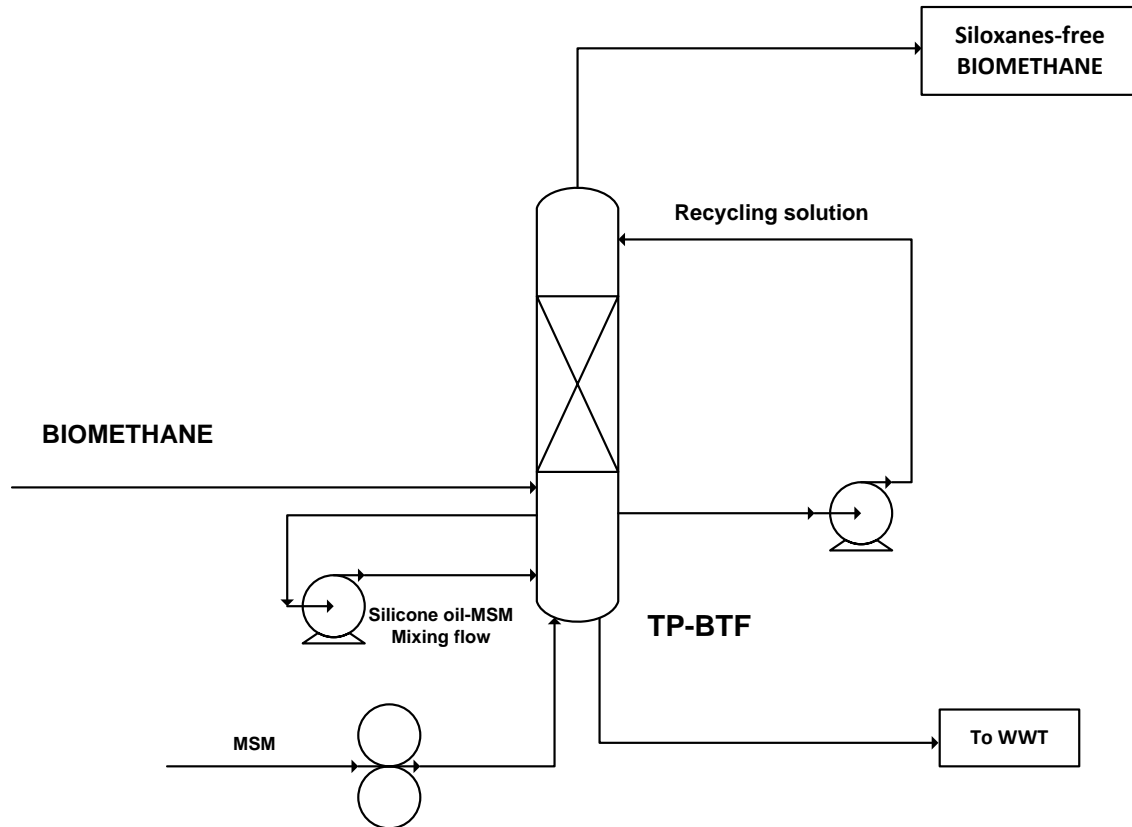 Siloxanes-free
BIOMETHANE
Recycling solution
BIOMETHANE
Silicone oil-MSM
Mixing flow
TP-BTF
MSM
To WWT